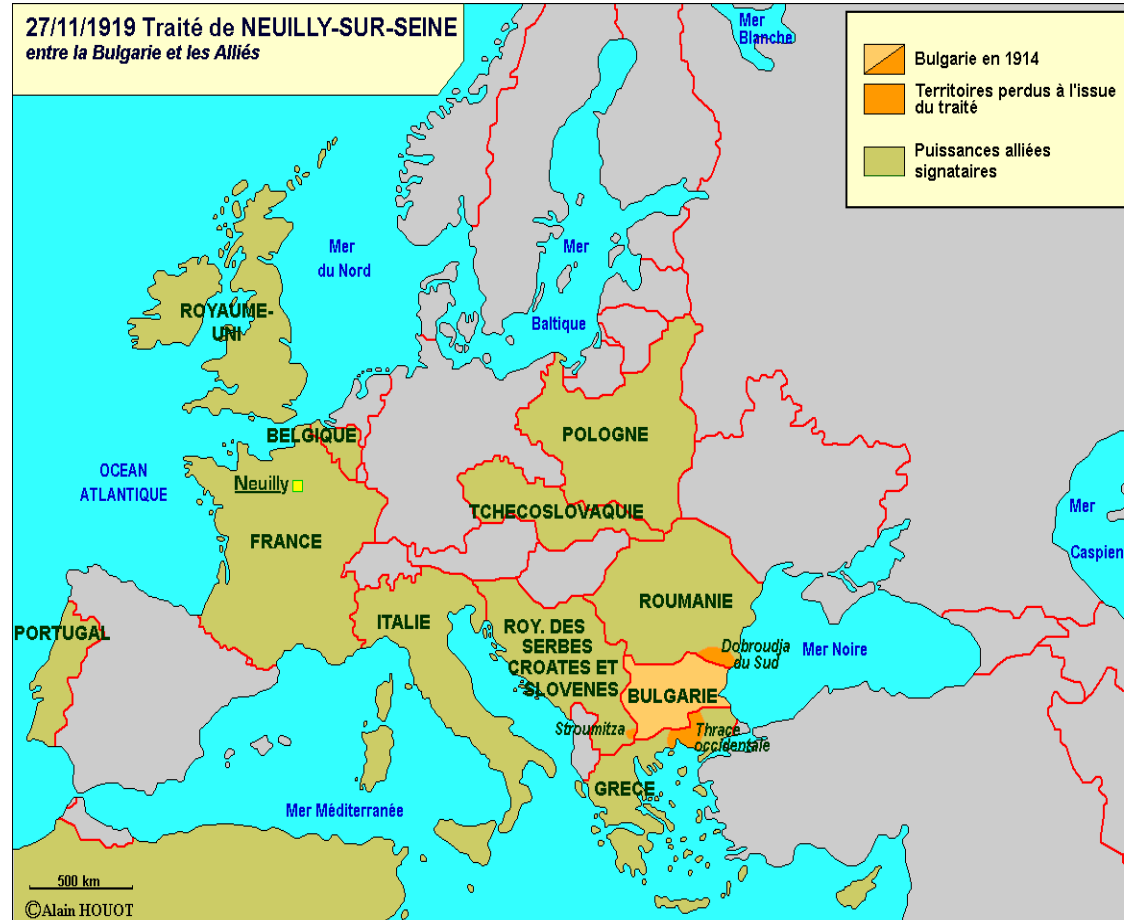 27/11/1919 Traité de NEUILLY-SUR-SEINE
entre la Bulgarie et les Alliés
Mer
Blanche
Bulgarie en 1914
Territoires perdus à l'issue
du traité
Puissances alliées
signataires
Mer
du Nord
Mer
Baltique
ROYAUME-
UNI
BELGIQUE
POLOGNE
OCEAN
ATLANTIQUE
Neuilly
TCHECOSLOVAQUIE
FRANCE
Mer
Caspien
ROUMANIE
ITALIE
PORTUGAL
ROY. DES
SERBES
CROATES ET
SLOVENES
Dobroudja
du Sud
Mer Noire
BULGARIE
Stroumitza
Thrace
occidentale
GRECE
Mer Méditerranée
500 km
©Alain HOUOT